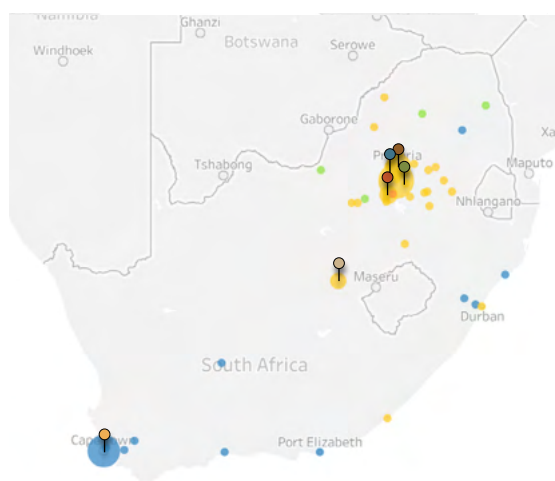 Namibia
Ghanzi
Botswana
Serowe
Windhoek
Gaborone
Xa
Pretoria
Tshabong
Maputo
Nhlangano
Maseru
Durban
South Africa
Cape Town
Port Elizabeth